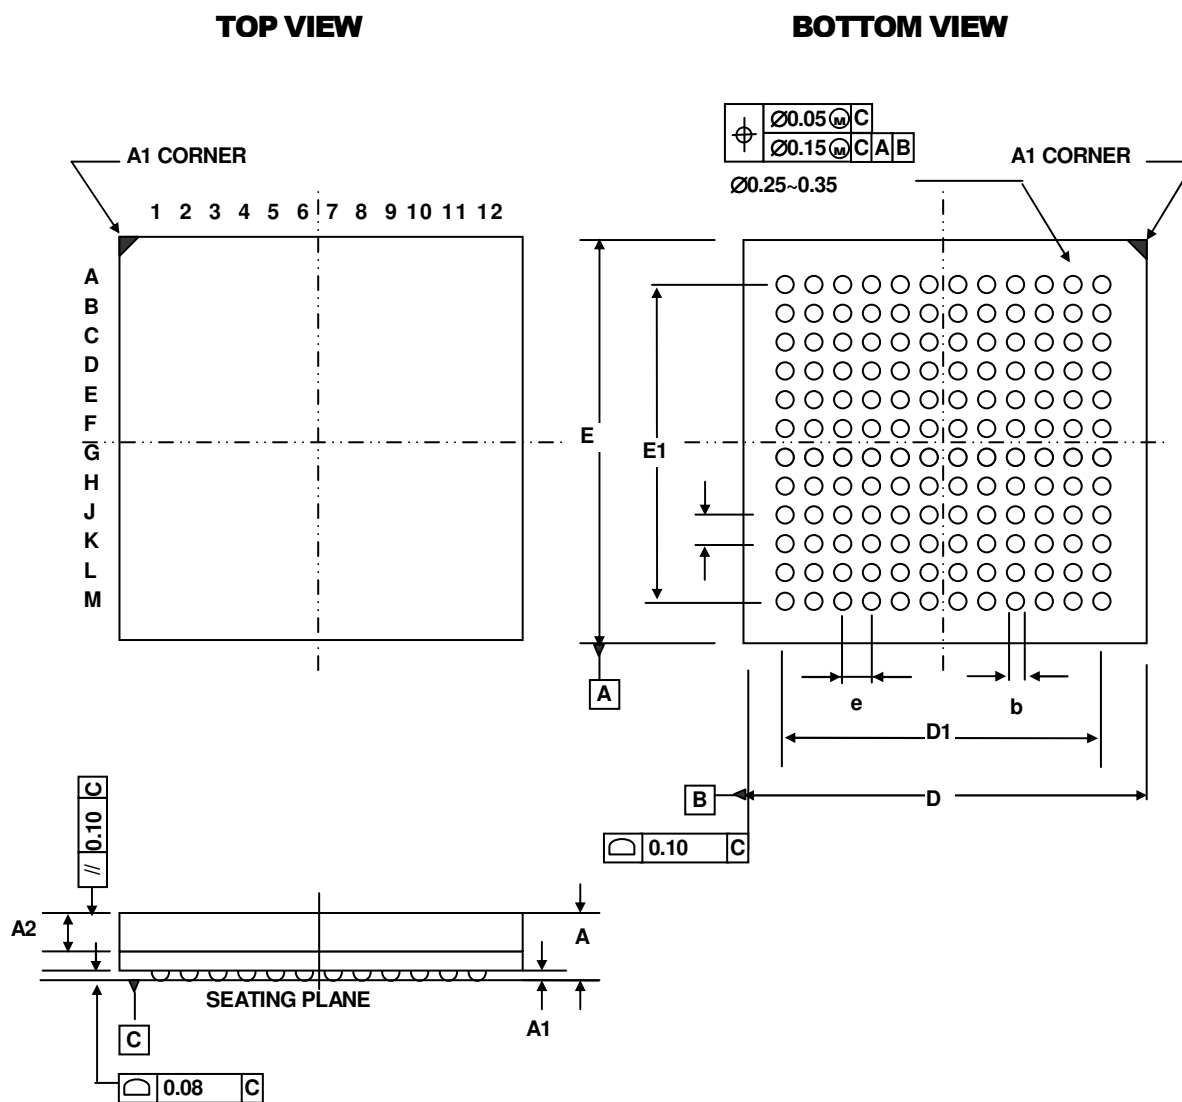 TOP VIEW
BOTTOM VIEW
Ø0.05 Ⓜ C
Ø0.15 Ⓜ C A B
Ø0.25~0.35
A1 CORNER
A1 CORNER
1 2 3 4 5 6 7 8 9 10 11 12
A
B
C
D
E
F
G
H
J
K
L
M
E
E1
A
e
b
D1
B
D
0.10 C
// 0.10 C
A2
A
SEATING PLANE
A1
C
0.08 C